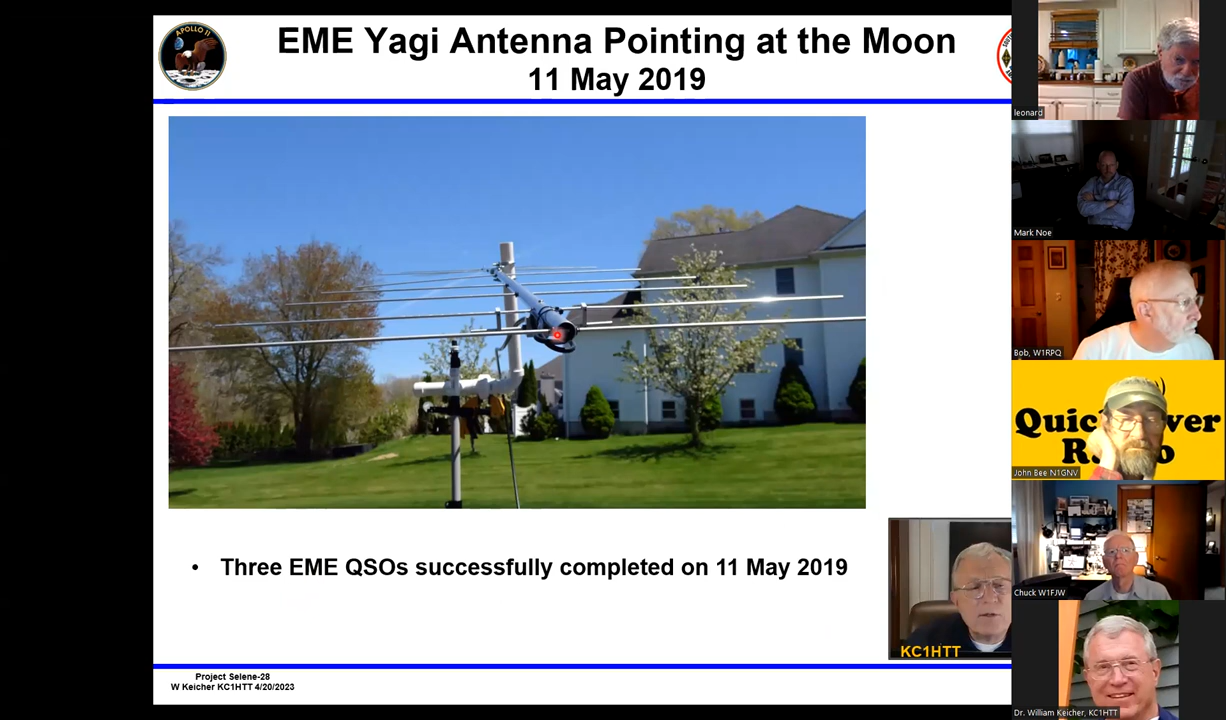 APOLLO 11
EME Yagi Antenna Pointing at the Moon
11 May 2019
• Three EME QSOs successfully completed on 11 May 2019
KC1HTT
Project Selene-28
W Keicher KC1HTT 4/20/2023
leonard
Mark Noe
Bob, W1RPQ
John Bee N1GNV
Chuck W1FJW
Dr. William Keicher, KC1HTT